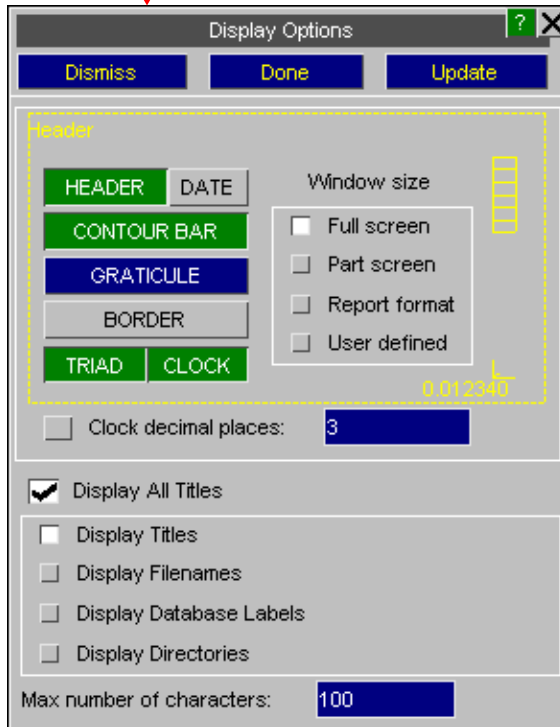 Display Options ?
Dismiss Done Update
Header
HEADER DATE Window size
CONTOUR BAR Full screen
GRATICULE Part screen
BORDER Report format
TRIAD CLOCK User defined
0.012340
Clock decimal places: 3
Display All Titles
Display Titles
Display Filenames
Display Database Labels
Display Directories
Max number of characters: 100